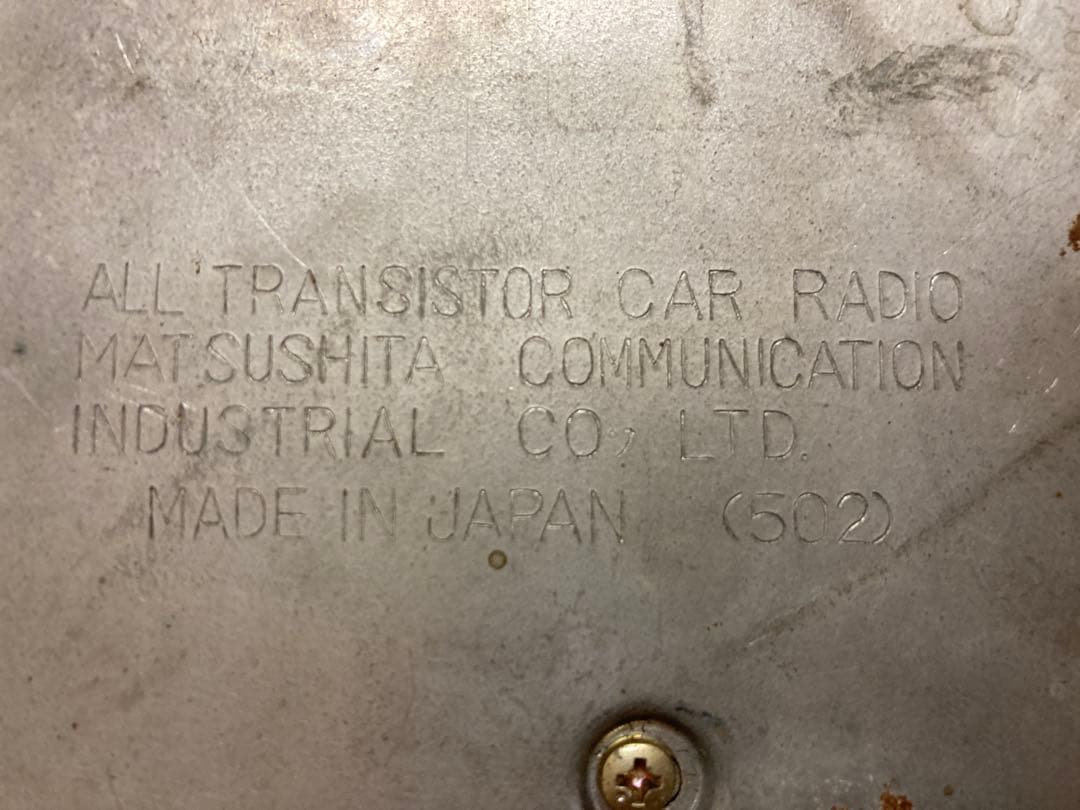 ALL TRANSISTOR CAR RADIO
MATSUSHITA COMMUNICATION
INDUSTRIAL CO, LTD.
MADE IN JAPAN (502)